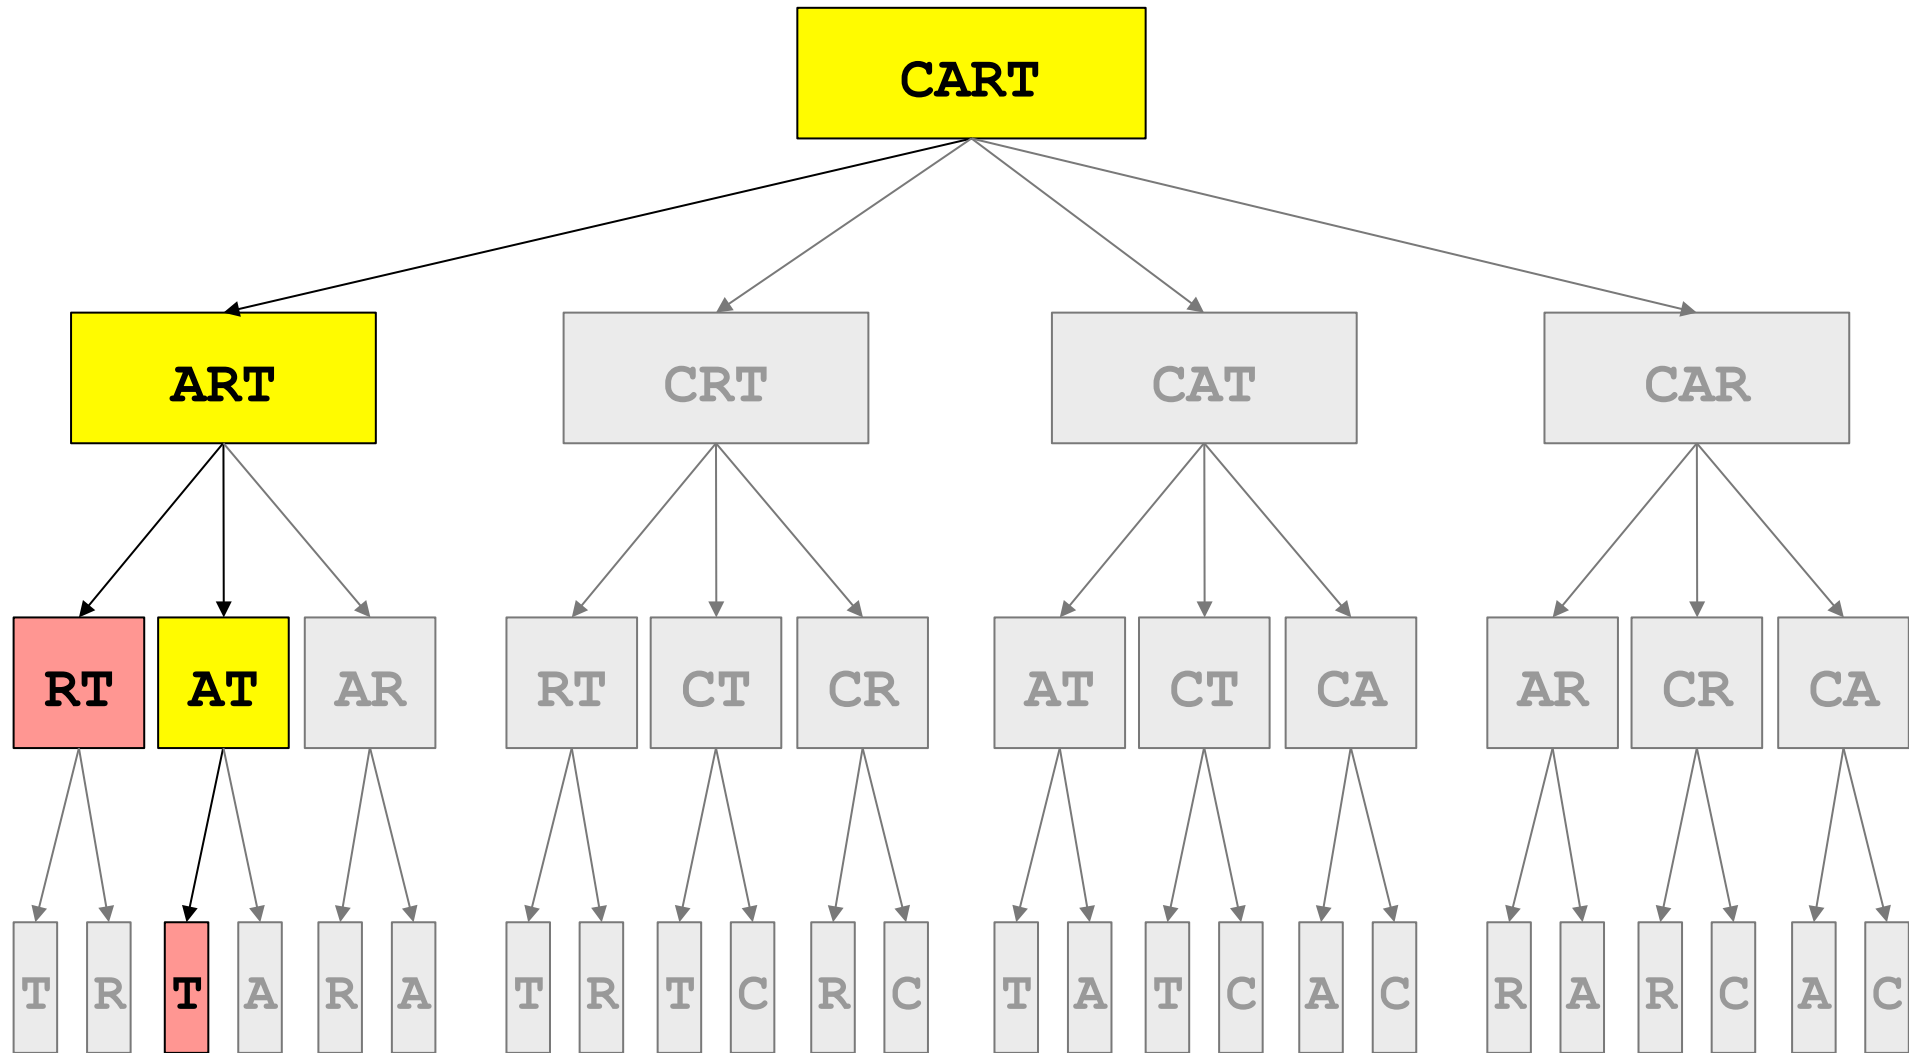 CART
ART CRT CAT CAR
RT AT AR RT CT CR AT CT CA AR CR CA
T R T A R A T R T C R C T A T C A C R A R C A C